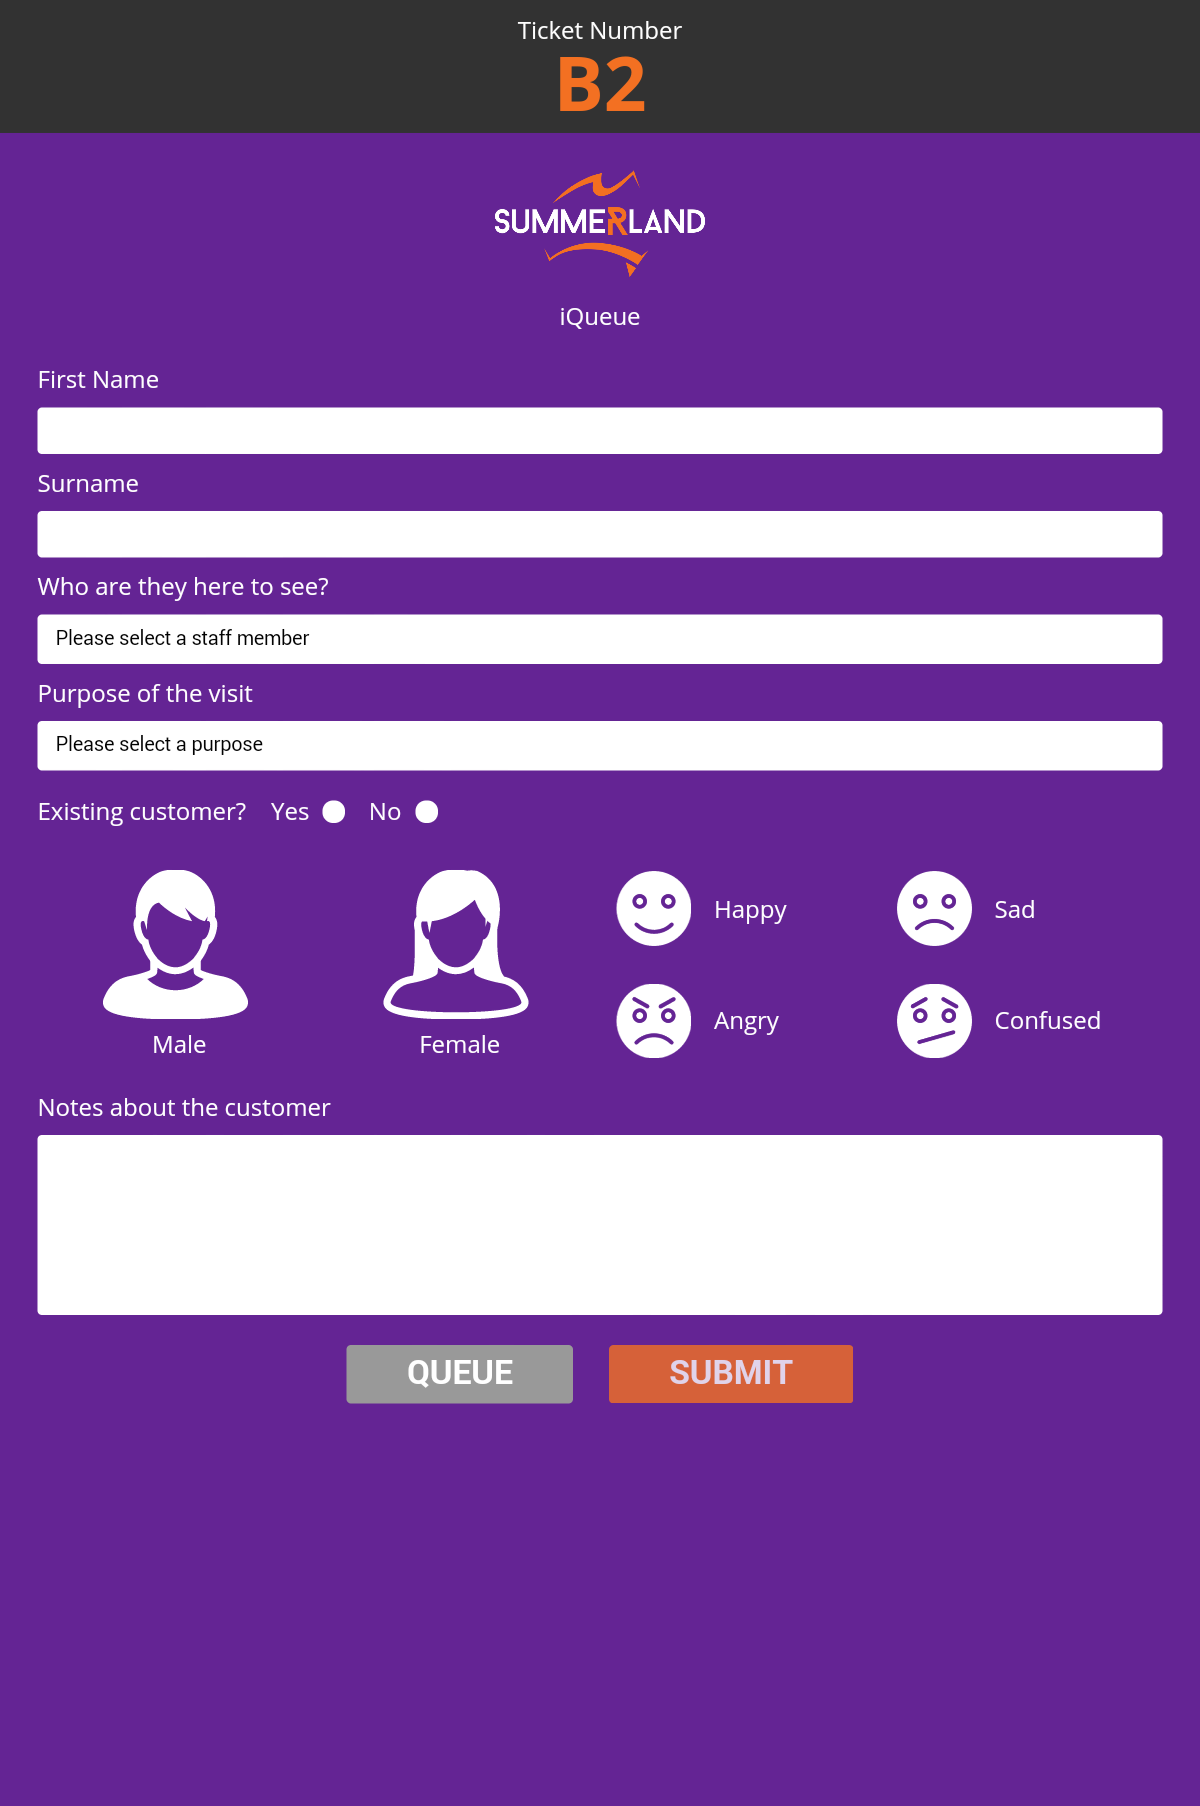 Ticket Number
B2
SUMMERLAND
iQueue
First Name
Surname
Who are they here to see?
Please select a staff member
Purpose of the visit
Please select a purpose
Existing customer? Yes No
Happy Sad
Angry Confused
Male Female
Notes about the customer
QUEUE SUBMIT